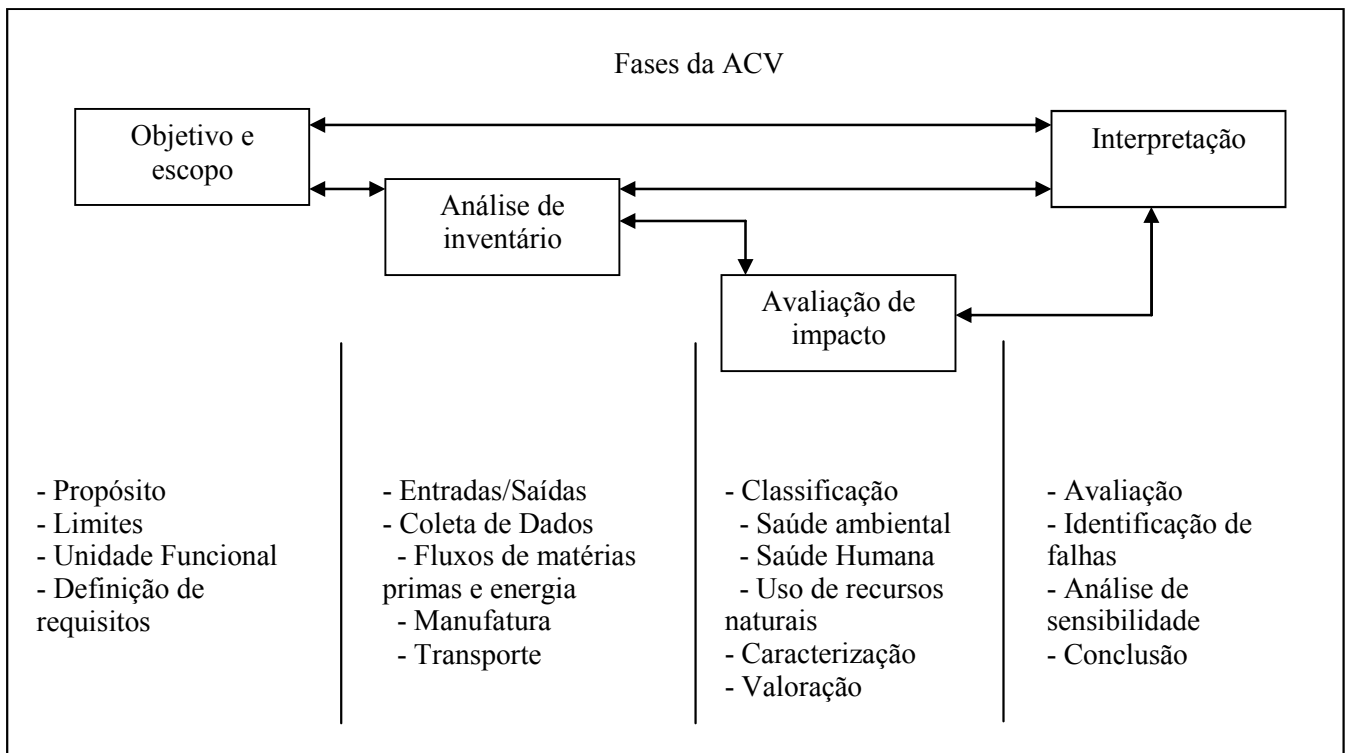 Fases da ACV
Objetivo e
escopo
Interpretação
Análise de
inventário
Avaliação de
impacto
- Propósito
- Limites
- Unidade Funcional
- Definição de
requisitos
- Entradas/Saídas
- Coleta de Dados
- Fluxos de matérias
primas e energia
- Manufatura
- Transporte
- Classificação
- Saúde ambiental
- Saúde Humana
- Uso de recursos
naturais
- Caracterização
- Valoração
- Avaliação
- Identificação de
falhas
- Análise de
sensibilidade
- Conclusão